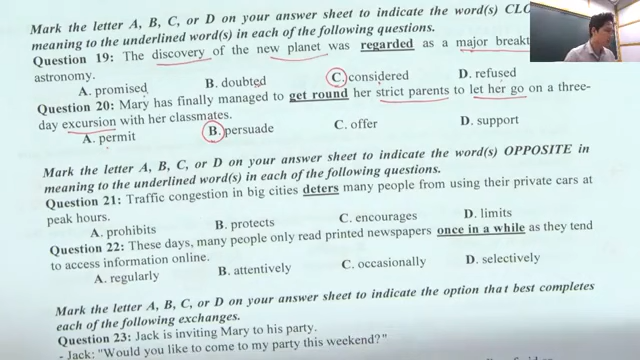 Mark the letter A, B, C, or D on your answer sheet to indicate the word(s) CLO
meaning to the underlined word(s) in each of the following questions.
Question 19: The discovery of the new planet was regarded as a major break
astronomy.
A. promised B. doubted C. considered D. refused
Question 20: Mary has finally managed to get round her strict parents to let her go on a three-
day excursion with her classmates.
A. permit B. persuade C. offer D. support
Mark the letter A, B, C, or D on your answer sheet to indicate the word(s) OPPOSITE in
meaning to the underlined word(s) in each of the following questions.
Question 21: Traffic congestion in big cities deters many people from using their private cars at
peak hours.
A. prohibits B. protects C. encourages D. limits
Question 22: These days, many people only read printed newspapers once in a while as they tend
to access information online.
A. regularly B. attentively C. occasionally D. selectively
Mark the letter A, B, C, or D on your answer sheet to indicate the option that best completes
each of the following exchanges.
Question 23: Jack is inviting Mary to his party.
- Jack: "Would you like to come to my party this weekend?"